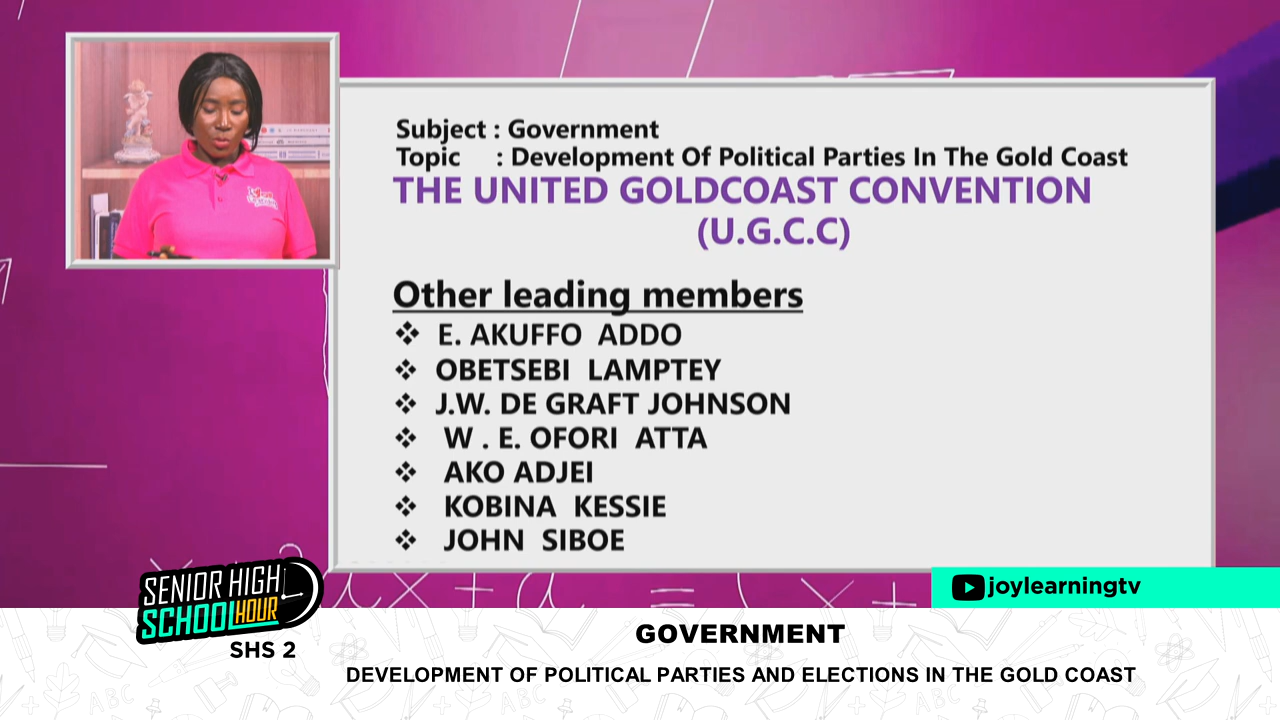 Subject : Government
Topic : Development Of Political Parties In The Gold Coast
THE UNITED GOLDCOAST CONVENTION
(U.G.C.C)
Other leading members
❖ E. AKUFFO ADDO
❖ OBETSEBI LAMPTEY
❖ J.W. DE GRAFT JOHNSON
❖ W . E. OFORI ATTA
❖ AKO ADJEI
❖ KOBINA KESSIE
❖ JOHN SIBOE
joylearningtv
SENIOR HIGH
SCHOOL HOUR
SHS 2
GOVERNMENT
DEVELOPMENT OF POLITICAL PARTIES AND ELECTIONS IN THE GOLD COAST